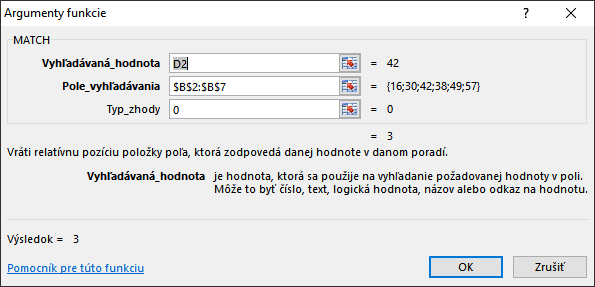 Argumenty funkcie
MATCH
Vyhľadávaná_hodnota D2 = 42
Pole_vyhľadávania $B$2:$B$7 = {16;30;42;38;49;57}
Typ_zhody 0 = 0
= 3
Vráti relatívnu pozíciu položky poľa, ktorá zodpovedá danej hodnote v danom poradí.
Vyhľadávaná_hodnota je hodnota, ktorá sa použije na vyhľadanie požadovanej hodnoty v poli.
Môže to byť číslo, text, logická hodnota, názov alebo odkaz na hodnotu.
Výsledok = 3
Pomocník pre túto funkciu OK Zrušiť